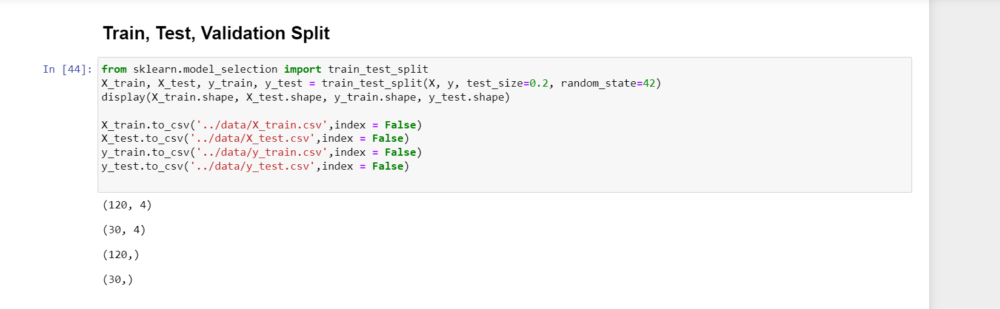 Train, Test, Validation Split
In [44]:
from sklearn.model_selection import train_test_split
X_train, X_test, y_train, y_test = train_test_split(X, y, test_size=0.2, random_state=42)
display(X_train.shape, X_test.shape, y_train.shape, y_test.shape)
X_train.to_csv('../data/X_train.csv',index = False)
X_test.to_csv('../data/X_test.csv',index = False)
y_train.to_csv('../data/y_train.csv',index = False)
y_test.to_csv('../data/y_test.csv',index = False)
(120, 4)
(30, 4)
(120,)
(30,)